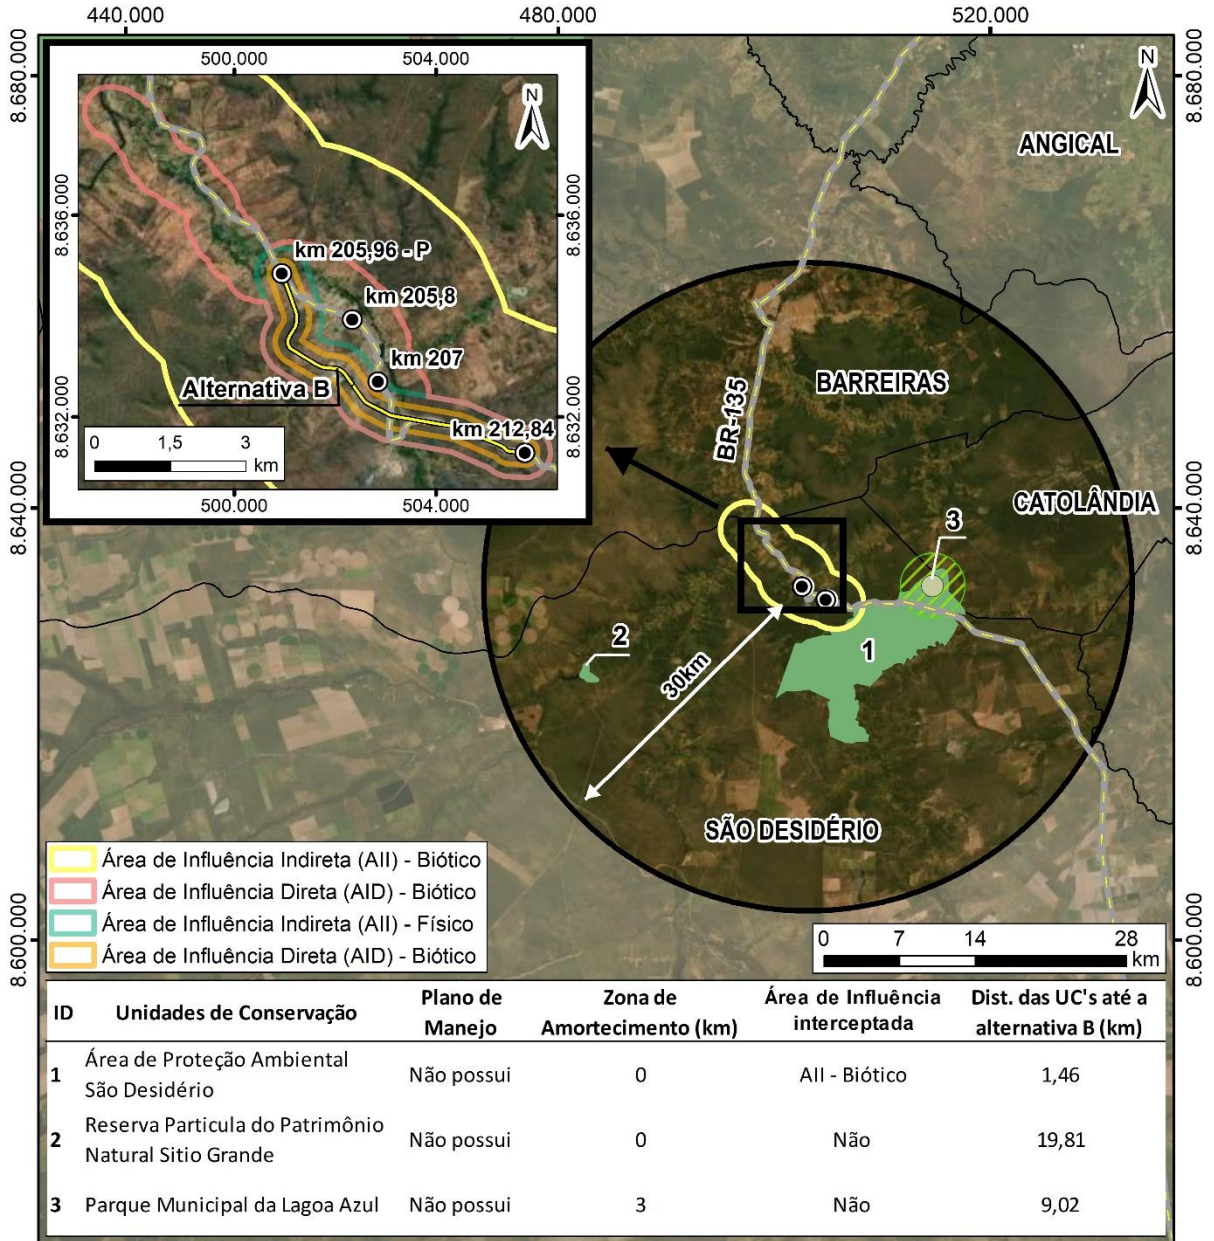 440.000
480.000
520.000
8.680.000
8.680.000
500.000
504.000
N
N
ANGICAL
8.636.000
8.636.000
km 205,96 - P
km 205,8
km 207
Alternativa B
km 212,84
8.632.000
8.632.000
0
1,5
3
km
500.000
504.000
BARREIRAS
BR-135
CATOLÂNDIA
8.640.000
8.640.000
3
2
1
30km
SÃO DESIDÉRIO
Área de Influência Indireta (AII) - Biótico
Área de Influência Direta (AID) - Biótico
Área de Influência Indireta (AII) - Físico
Área de Influência Direta (AID) - Biótico
0
7
14
28
km
8.600.000
8.600.000
ID Unidades de Conservação Plano de Manejo Zona de Amortecimento (km) Área de Influência interceptada Dist. das UC's até a alternativa B (km)
1 Área de Proteção Ambiental São Desidério Não possui 0 AII - Biótico 1,46
2 Reserva Particula do Patrimônio Natural Sitio Grande Não possui 0 Não 19,81
3 Parque Municipal da Lagoa Azul Não possui 3 Não 9,02